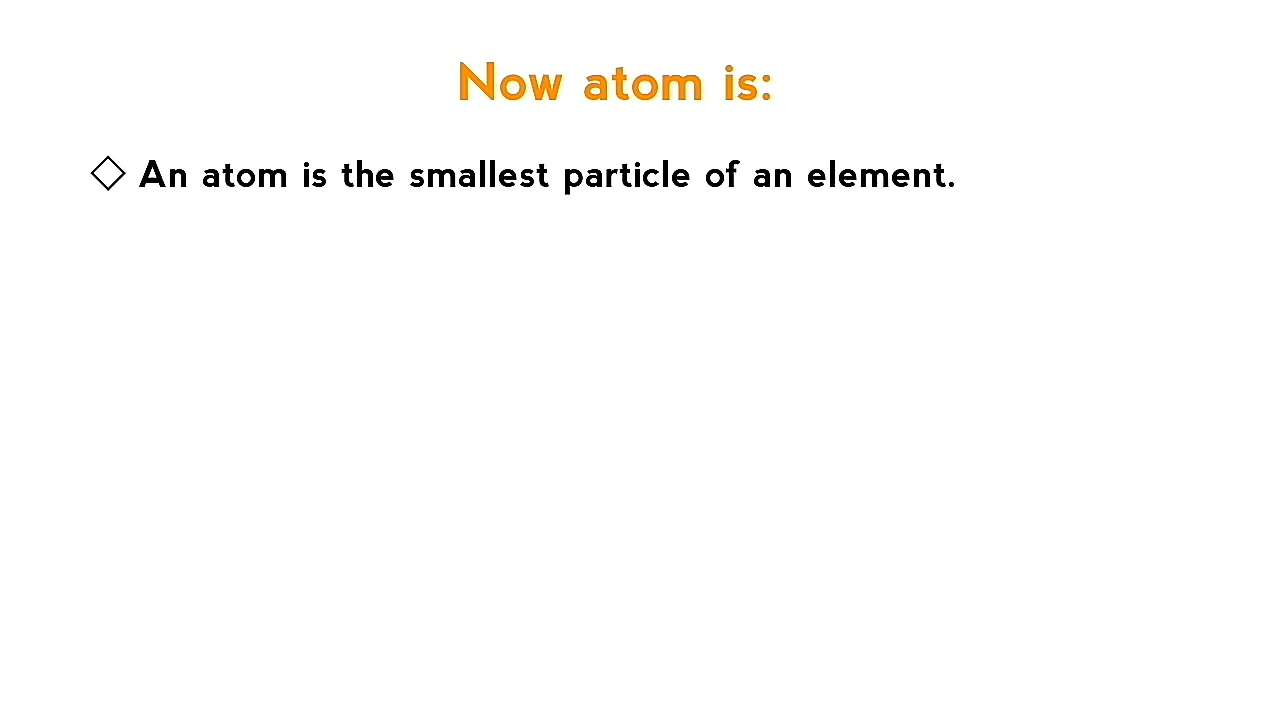 Now atom is:
◇ An atom is the smallest particle of an element.